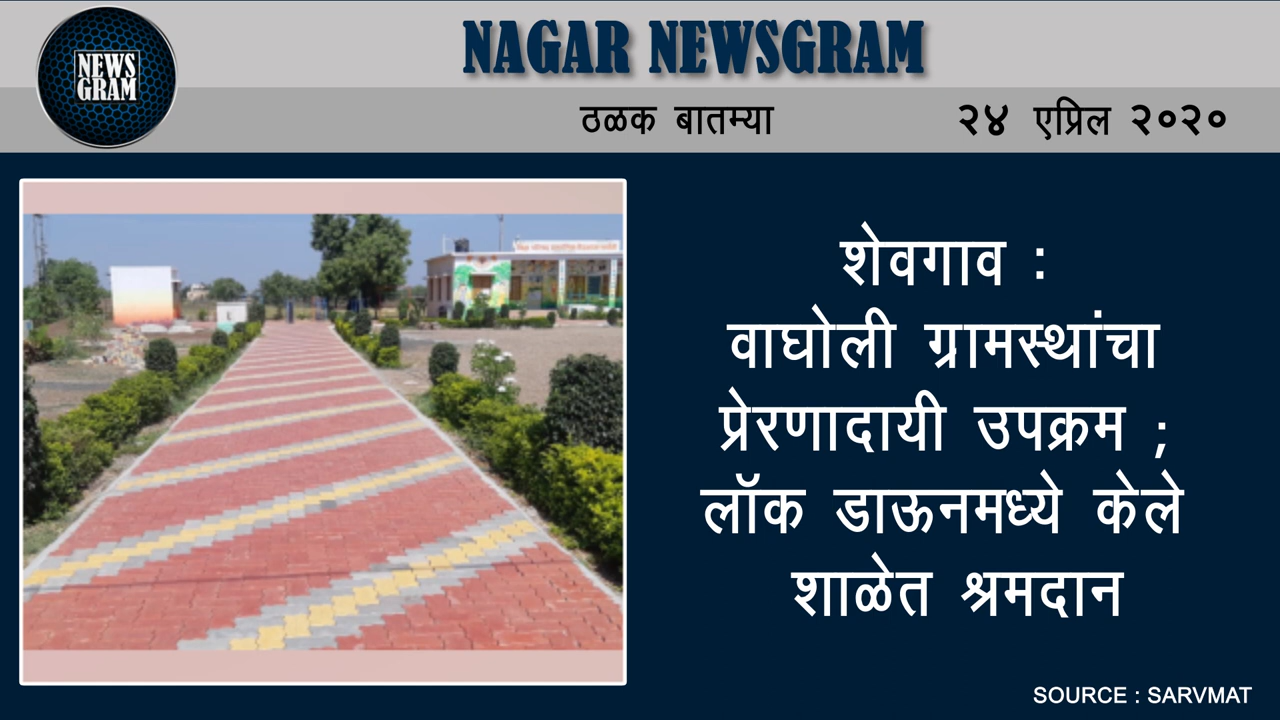 NEWS
GRAM
NAGAR NEWSGRAM
ठळक बातम्या
२४ एप्रिल २०२०
शेवगाव :
वाघोली ग्रामस्थांचा
प्रेरणादायी उपक्रम ;
लॉक डाऊनमध्ये केले
शाळेत श्रमदान
SOURCE : SARVMAT